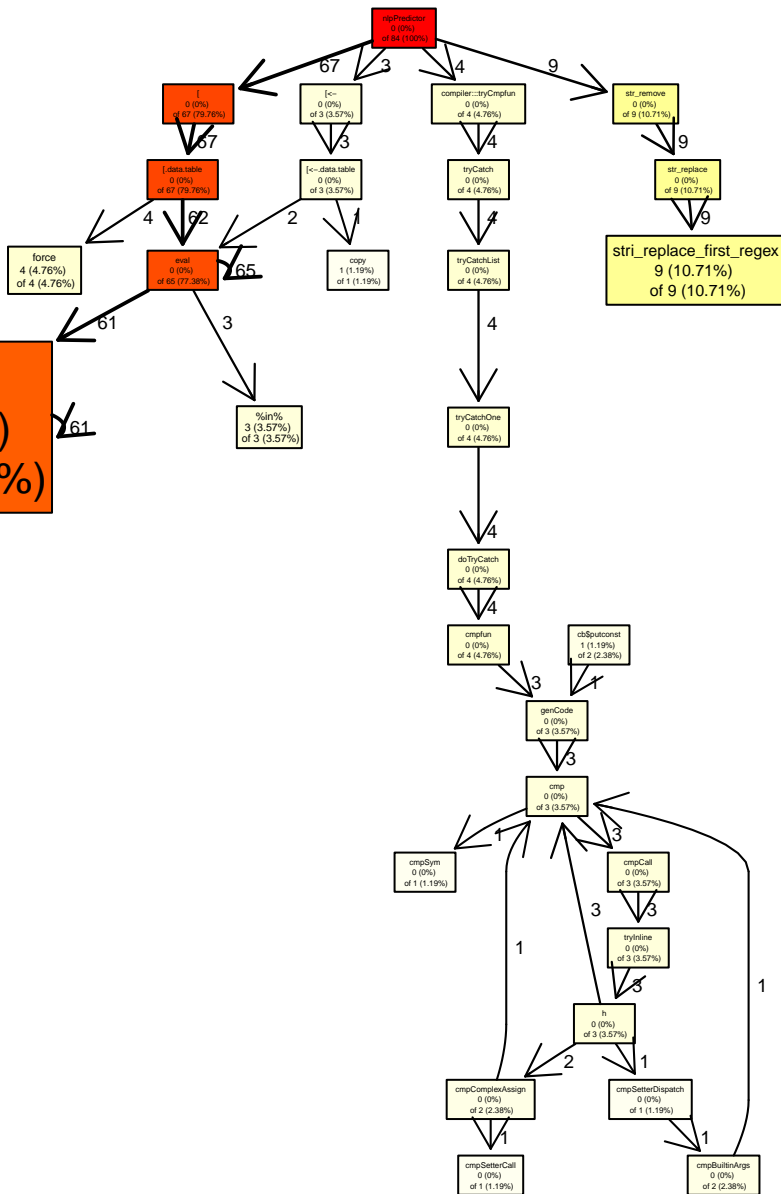 nlpPredictor
0 (0%)
of 84 (100%)
67
3
4
9
[
0 (0%)
of 67 (79.76%)
[<-
0 (0%)
of 3 (3.57%)
compiler:::tryCmpfun
0 (0%)
of 4 (4.76%)
str_remove
0 (0%)
of 9 (10.71%)
67
3
4
9
[.data.table
0 (0%)
of 67 (79.76%)
[<-.data.table
0 (0%)
of 3 (3.57%)
tryCatch
0 (0%)
of 4 (4.76%)
str_replace
0 (0%)
of 9 (10.71%)
4
62
2
1
4
9
force
4 (4.76%)
of 4 (4.76%)
eval
0 (0%)
of 65 (77.38%)
65
copy
1 (1.19%)
of 1 (1.19%)
tryCatchList
0 (0%)
of 4 (4.76%)
stri_replace_first_regex
9 (10.71%)
of 9 (10.71%)
61
3
4
)
%)
61
%in%
3 (3.57%)
of 3 (3.57%)
tryCatchOne
0 (0%)
of 4 (4.76%)
4
doTryCatch
0 (0%)
of 4 (4.76%)
4
cmpfun
0 (0%)
of 4 (4.76%)
cb$putconst
1 (1.19%)
of 2 (2.38%)
3
1
genCode
0 (0%)
of 3 (3.57%)
3
cmp
0 (0%)
of 3 (3.57%)
1
3
cmpSym
0 (0%)
of 1 (1.19%)
cmpCall
0 (0%)
of 3 (3.57%)
3
3
tryInline
0 (0%)
of 3 (3.57%)
1
3
1
h
0 (0%)
of 3 (3.57%)
2
1
cmpComplexAssign
0 (0%)
of 2 (2.38%)
cmpSetterDispatch
0 (0%)
of 1 (1.19%)
1
1
cmpSetterCall
0 (0%)
of 1 (1.19%)
cmpBuiltinArgs
0 (0%)
of 2 (2.38%)